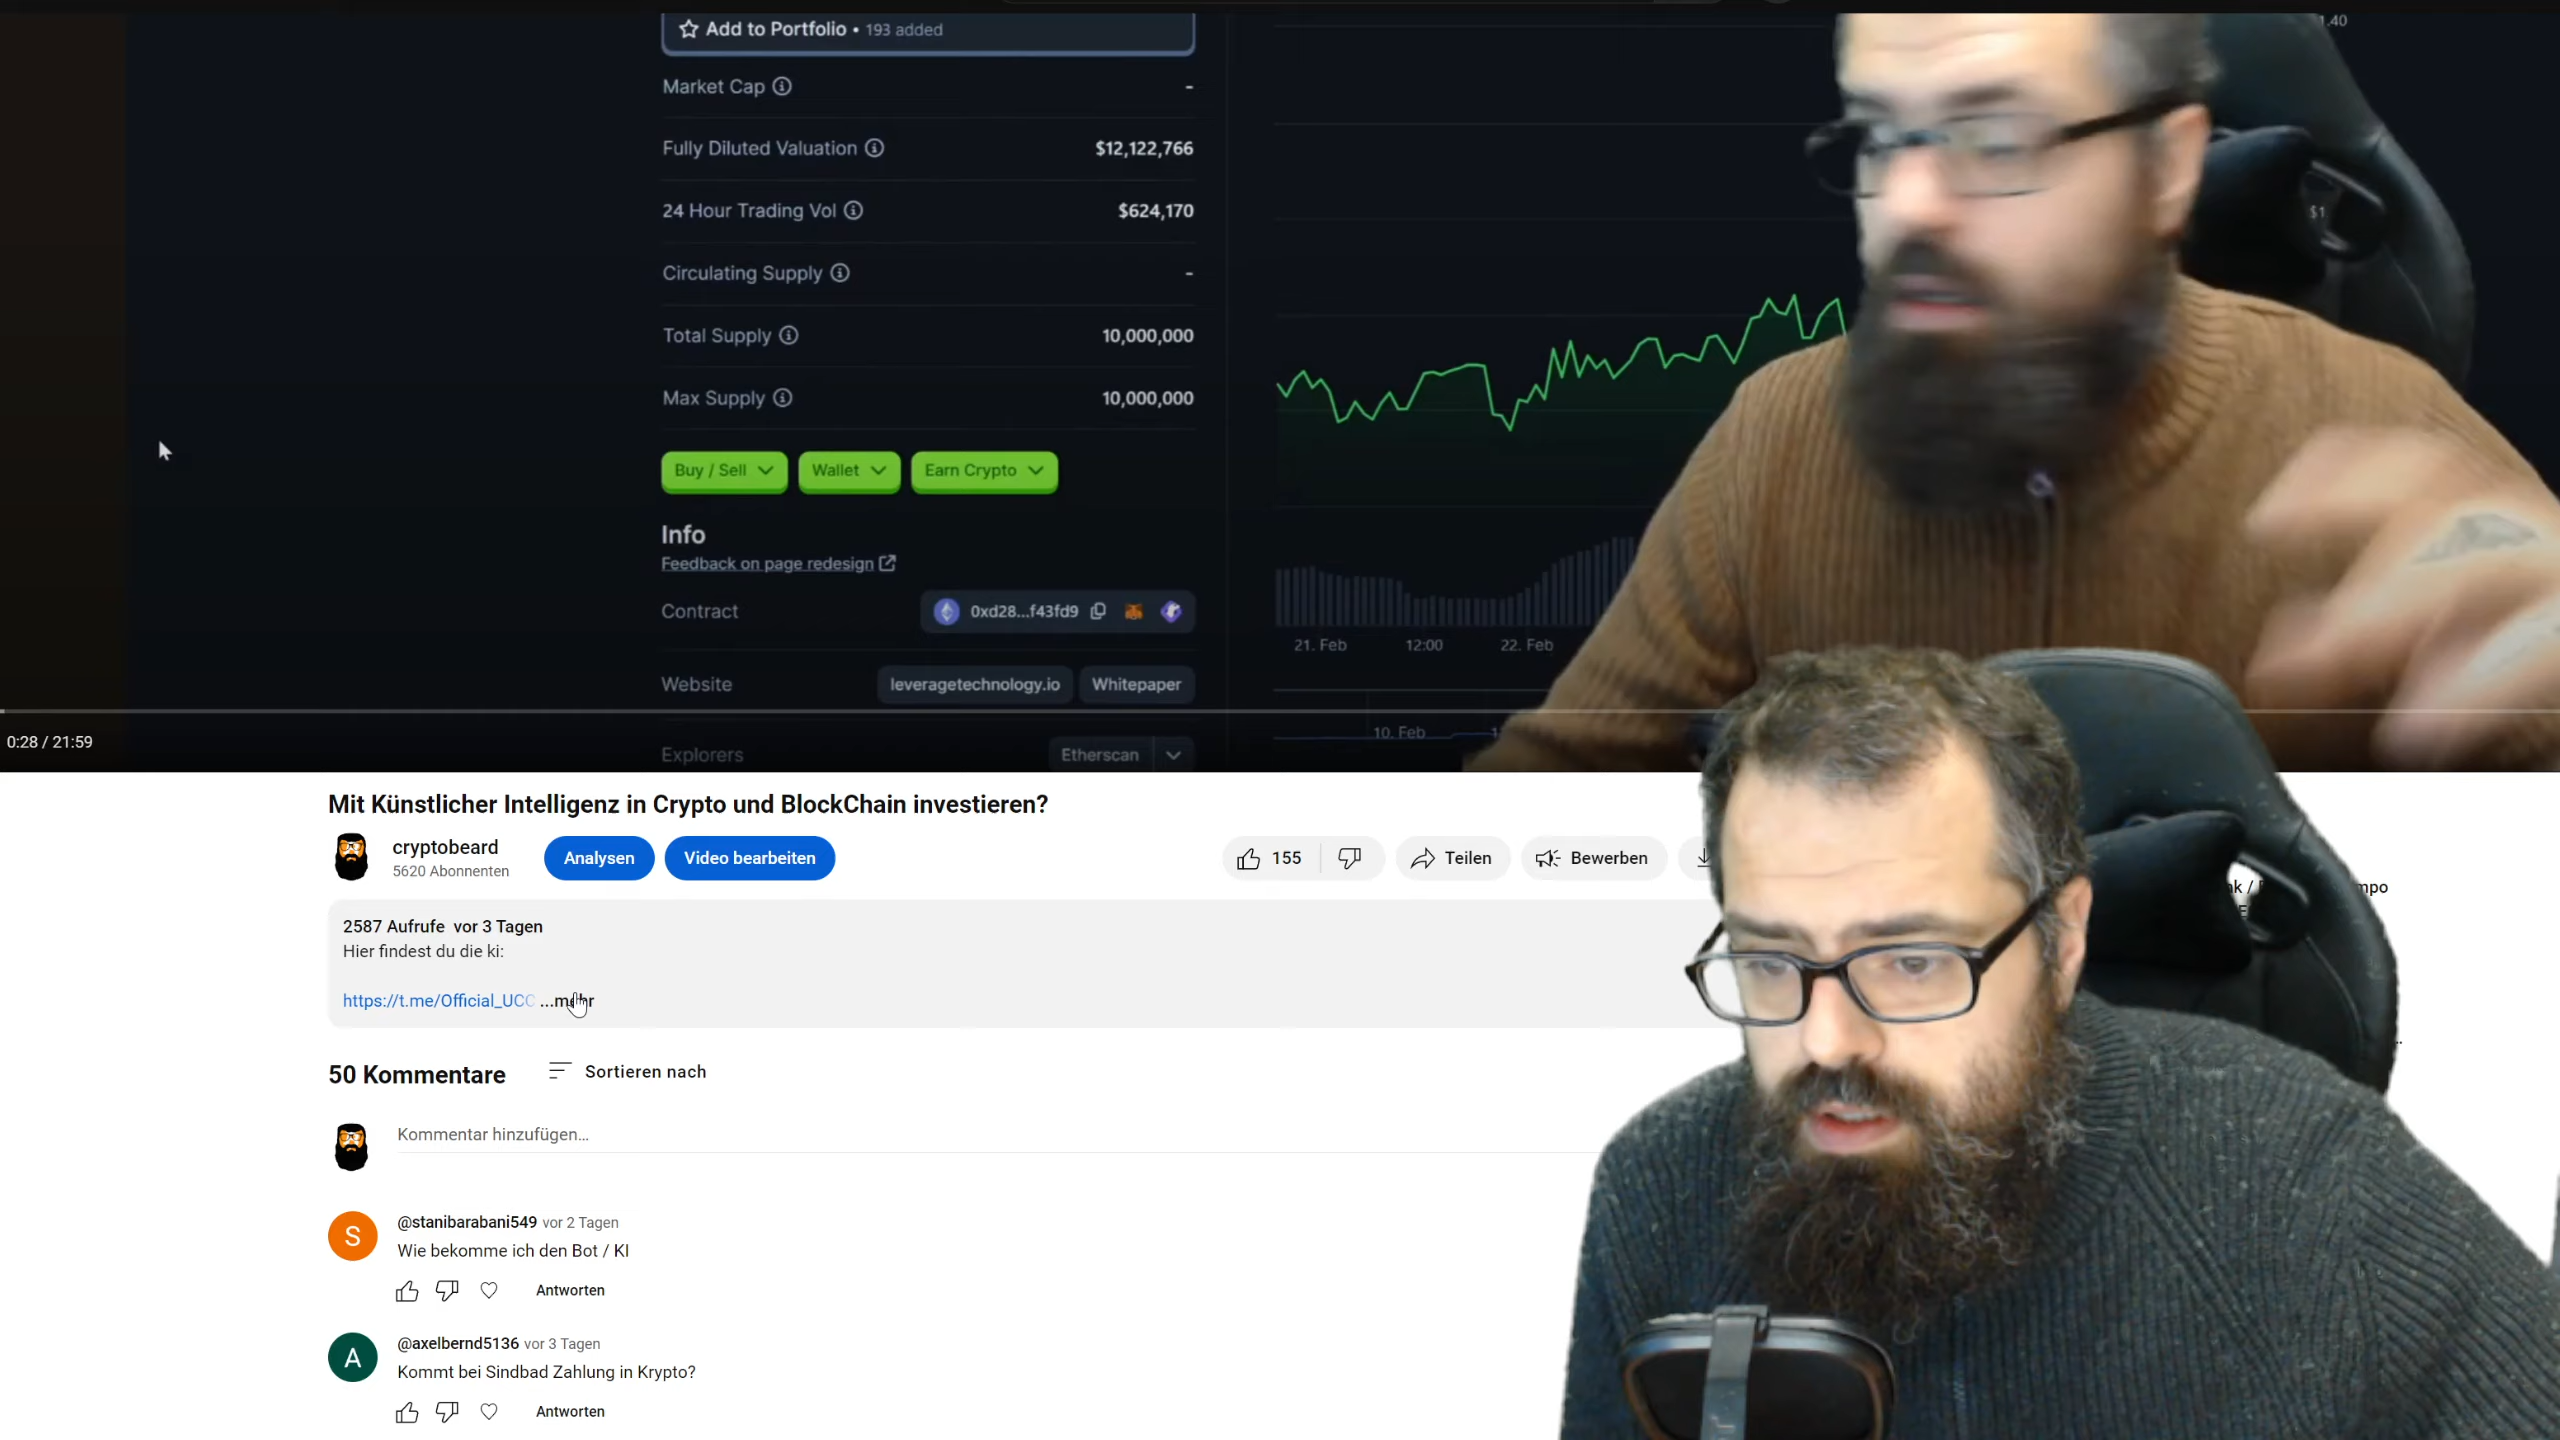 Add to Portfolio • 193 added
Market Cap -
Fully Diluted Valuation $12,122,766
24 Hour Trading Vol $624,170
Circulating Supply -
Total Supply 10,000,000
Max Supply 10,000,000
Buy / Sell Wallet Earn Crypto
Info
Feedback on page redesign
Contract 0xd28...f43fd9
Website leveragetechnology.io Whitepaper
Explorers Etherscan
1.40
$1
21. Feb 12:00 22. Feb
10. Feb
0:28 / 21:59
Mit Künstlicher Intelligenz in Crypto und BlockChain investieren?
cryptobeard
5620 Abonnenten
Analysen Video bearbeiten
155 Teilen Bewerben
2587 Aufrufe vor 3 Tagen
Hier findest du die ki:
https://t.me/Official_UCC ...mehr
50 Kommentare Sortieren nach
Kommentar hinzufügen...
S
@stanibarabani549 vor 2 Tagen
Wie bekomme ich den Bot / KI
Antworten
A
@axelbernd5136 vor 3 Tagen
Kommt bei Sindbad Zahlung in Krypto?
Antworten